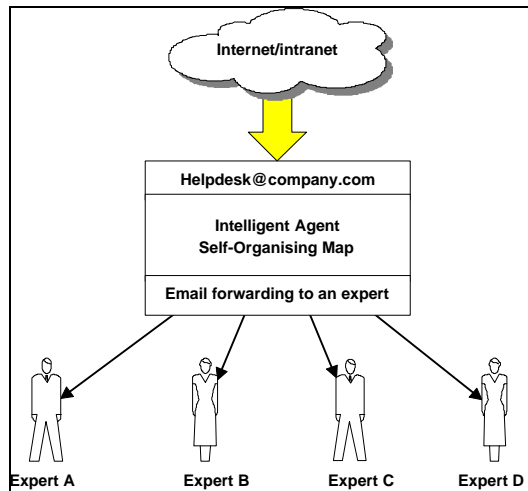 Internet/intranet
Helpdesk@company.com
Intelligent Agent
Self-Organising Map
Email forwarding to an expert
Expert A
Expert B
Expert C
Expert D